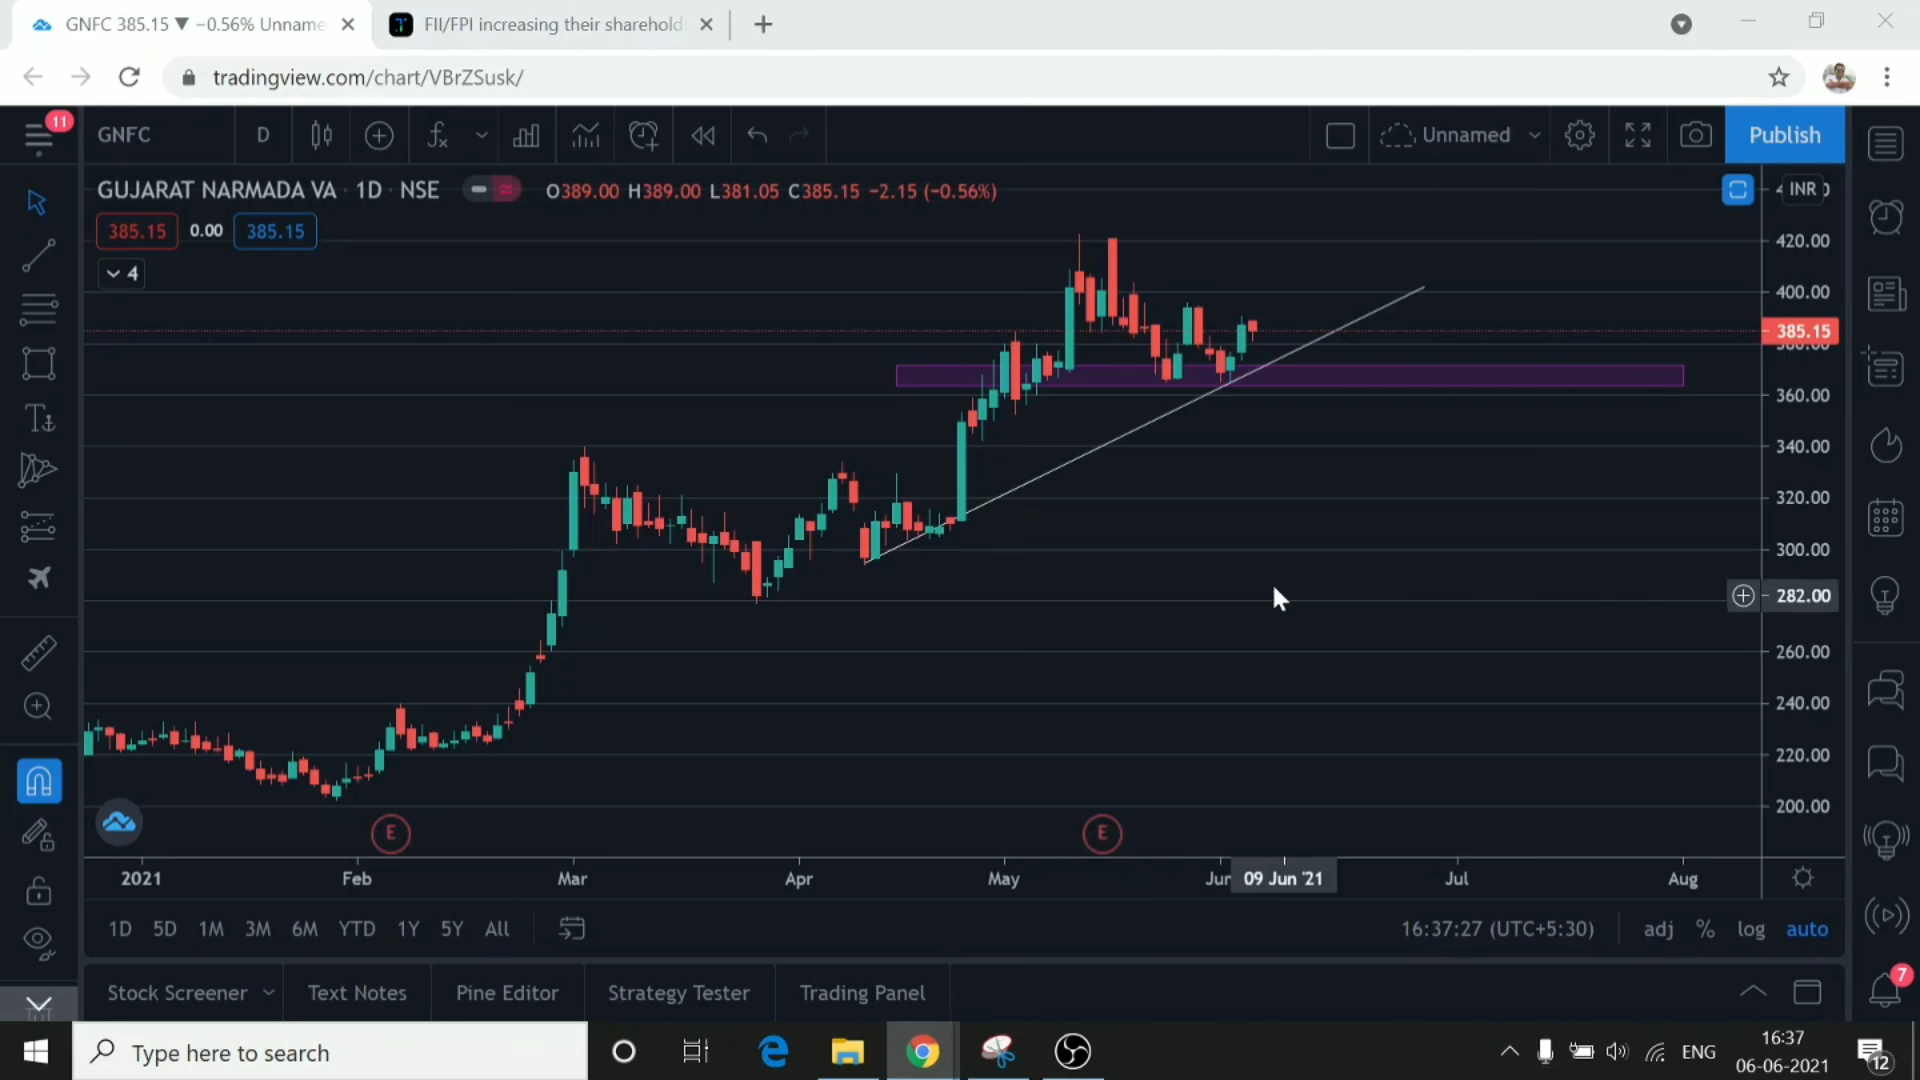 GNFC 385.15 ▼ −0.56% Unname
FII/FPI increasing their sharehold
tradingview.com/chart/VBrZSusk/
11
GNFC
D
Unnamed
Publish
GUJARAT NARMADA VA · 1D · NSE
O389.00 H389.00 L381.05 C385.15 −2.15 (−0.56%)
INR
385.15 0.00 385.15
4
420.00
400.00
385.15
380.00
360.00
340.00
320.00
300.00
282.00
260.00
240.00
220.00
200.00
E
E
2021 Feb Mar Apr May Jun 09 Jun '21 Jul Aug
1D 5D 1M 3M 6M YTD 1Y 5Y All
16:37:27 (UTC+5:30)
adj % log auto
7
Stock Screener Text Notes Pine Editor Strategy Tester Trading Panel
Type here to search
ENG
16:37
06-06-2021
12